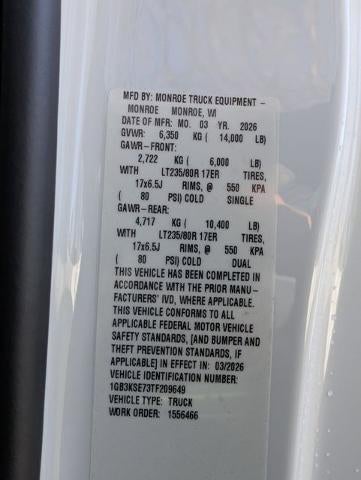 MFD BY: MONROE TRUCK EQUIPMENT -
MONROE MONROE, WI
DATE OF MFR: MO. 03 YR. 2026
GVWR: 6,350 KG ( 14,000 LB)
GAWR-FRONT:
2,722 KG ( 6,000 LB)
WITH LT235/80R 17ER TIRES,
17x6.5J RIMS, @ 550 KPA
( 80 PSI) COLD SINGLE
GAWR-REAR:
4,717 KG ( 10,400 LB)
WITH LT235/80R 17ER TIRES,
17x6.5J RIMS, @ 550 KPA
( 80 PSI) COLD DUAL
THIS VEHICLE HAS BEEN COMPLETED IN
ACCORDANCE WITH THE PRIOR MANU-
FACTURERS' IVD, WHERE APPLICABLE.
THIS VEHICLE CONFORMS TO ALL
APPLICABLE FEDERAL MOTOR VEHICLE
SAFETY STANDARDS, [AND BUMPER AND
THEFT PREVENTION STANDARDS, IF
APPLICABLE] IN EFFECT IN: 03/2026
VEHICLE IDENTIFICATION NUMBER:
1GB3KSE73TF209649
VEHICLE TYPE: TRUCK
WORK ORDER: 1556466